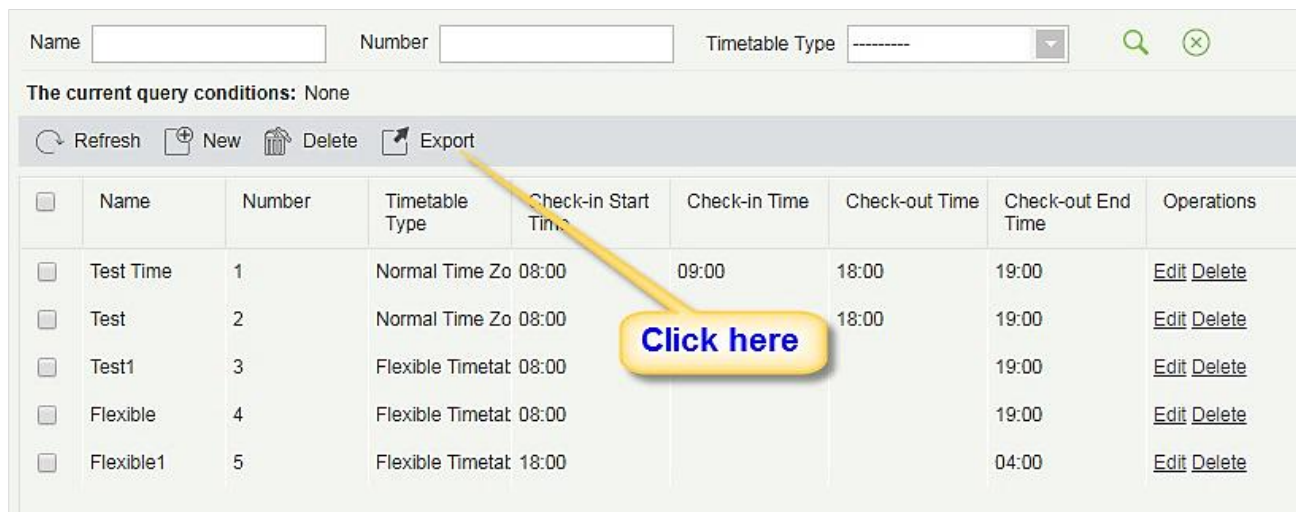 Name Number Timetable Type ---------
The current query conditions: None
Refresh New Delete Export
Name Number Timetable Type Check-in Start Time Check-in Time Check-out Time Check-out End Time Operations
Test Time 1 Normal Time Zo 08:00 09:00 18:00 19:00 Edit Delete
Test 2 Normal Time Zo 08:00 18:00 19:00 Edit Delete
Click here
Test1 3 Flexible Timetab 08:00 19:00 Edit Delete
Flexible 4 Flexible Timetab 08:00 19:00 Edit Delete
Flexible1 5 Flexible Timetab 18:00 04:00 Edit Delete